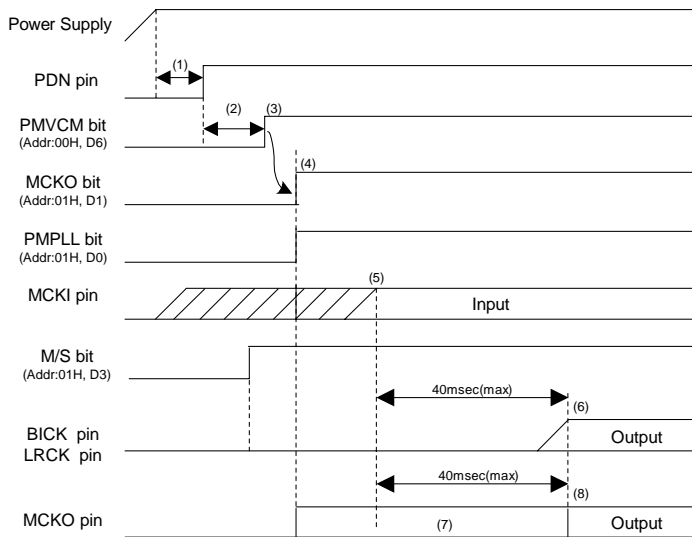 Power Supply
(1)
PDN pin
(2)
(3)
PMVCM bit
(Addr:00H, D6)
(4)
MCKO bit
(Addr:01H, D1)
PMPLL bit
(Addr:01H, D0)
(5)
MCKI pin
Input
M/S bit
(Addr:01H, D3)
40msec(max)
(6)
BICK pin
Output
LRCK pin
40msec(max)
(8)
MCKO pin
(7)
Output